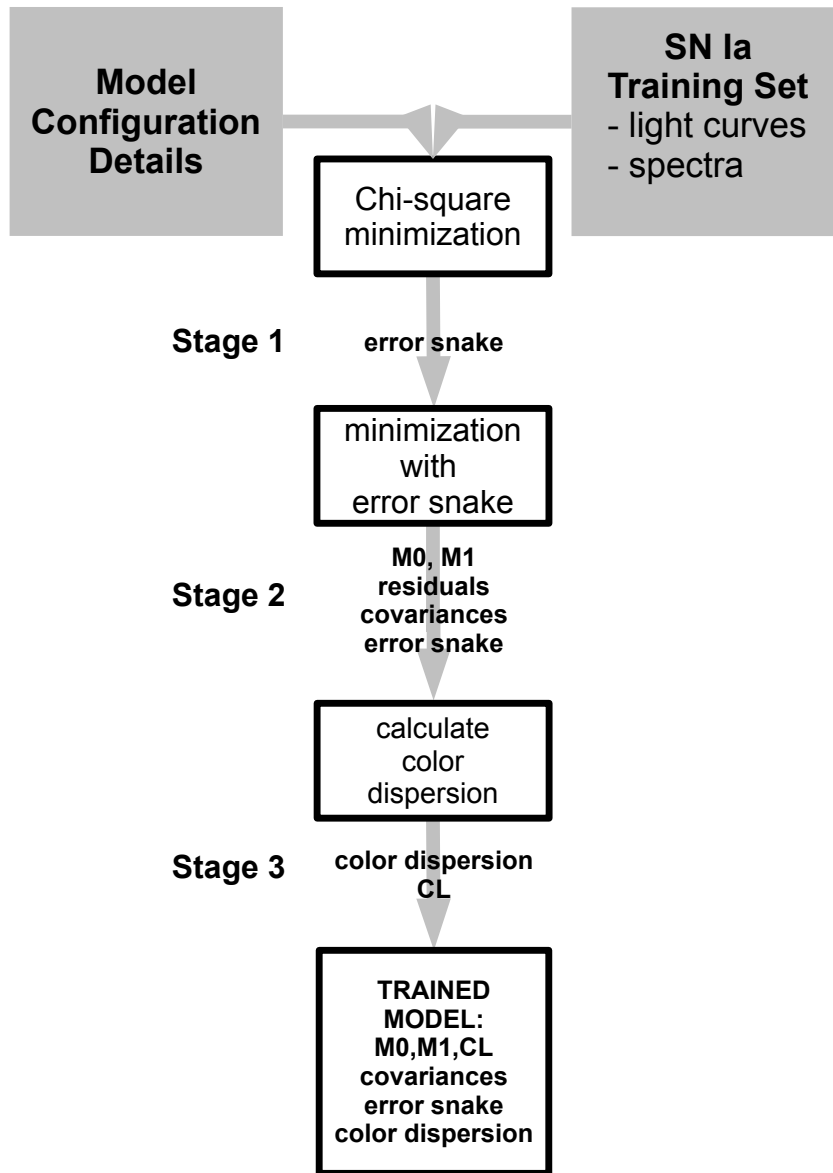 Model
Configuration
Details
SN Ia
Training Set
- light curves
- spectra
Chi-square
minimization
Stage 1
error snake
minimization
with
error snake
Stage 2
M0, M1
residuals
covariances
error snake
calculate
color
dispersion
Stage 3
color dispersion
CL
TRAINED
MODEL:
M0,M1,CL
covariances
error snake
color dispersion